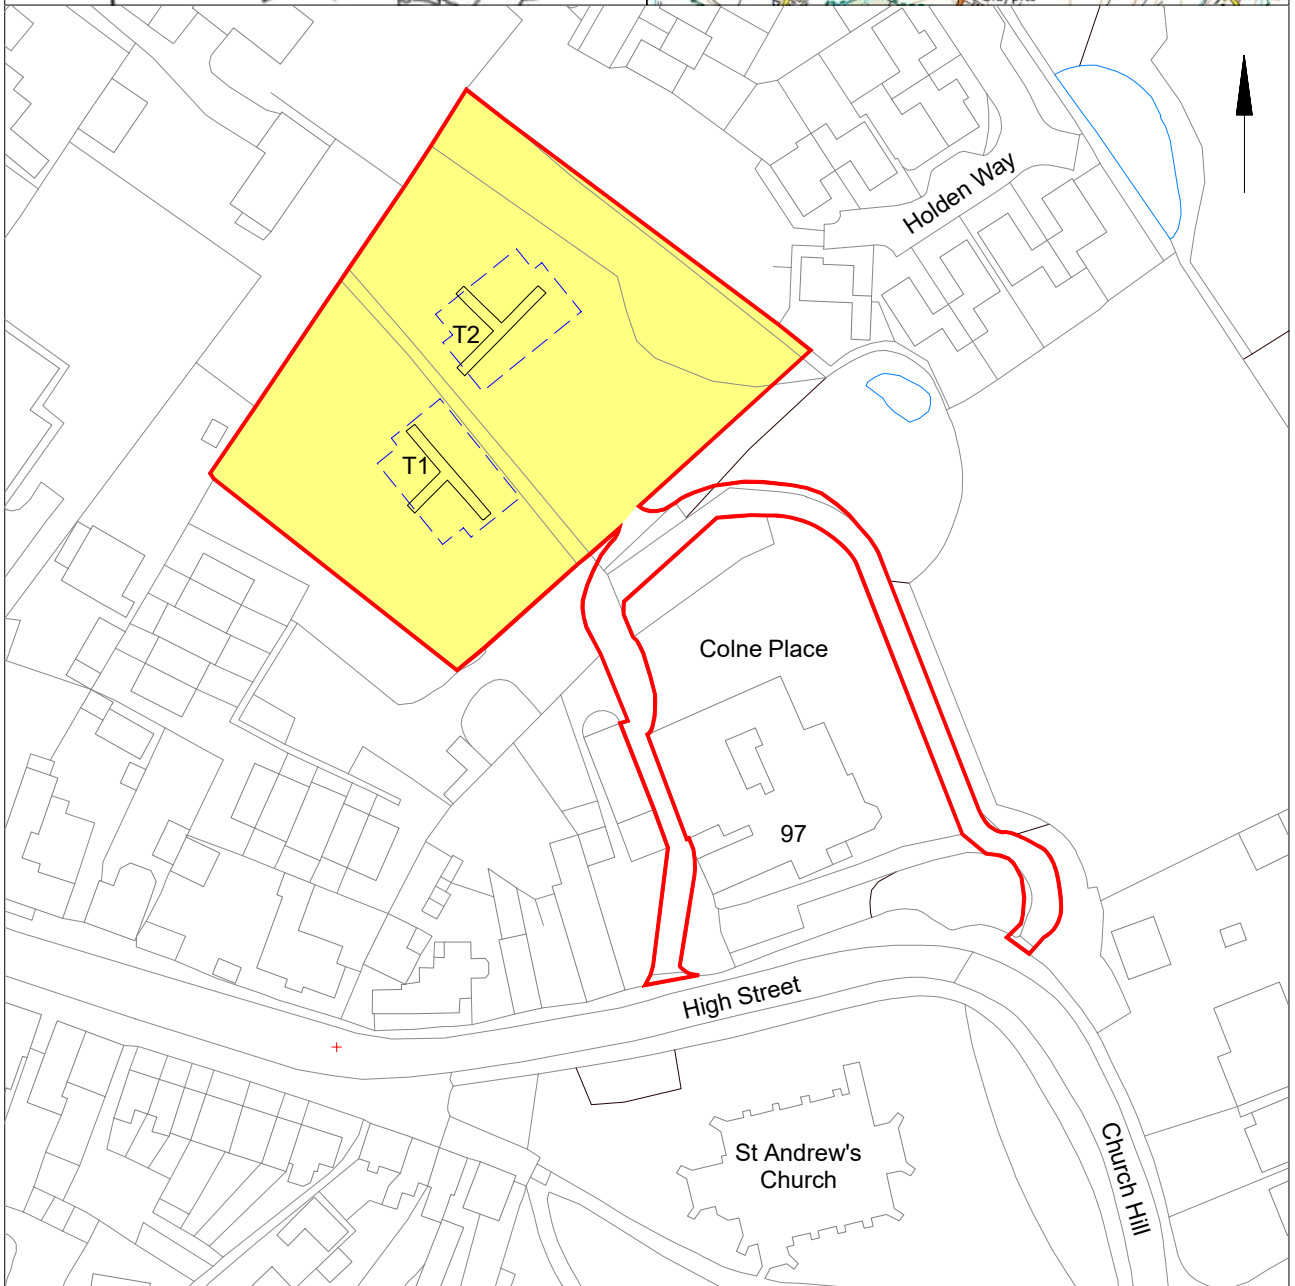 Holden Way
T2
T1
Colne Place
97
High Street
St Andrew's
Church
Church Hill